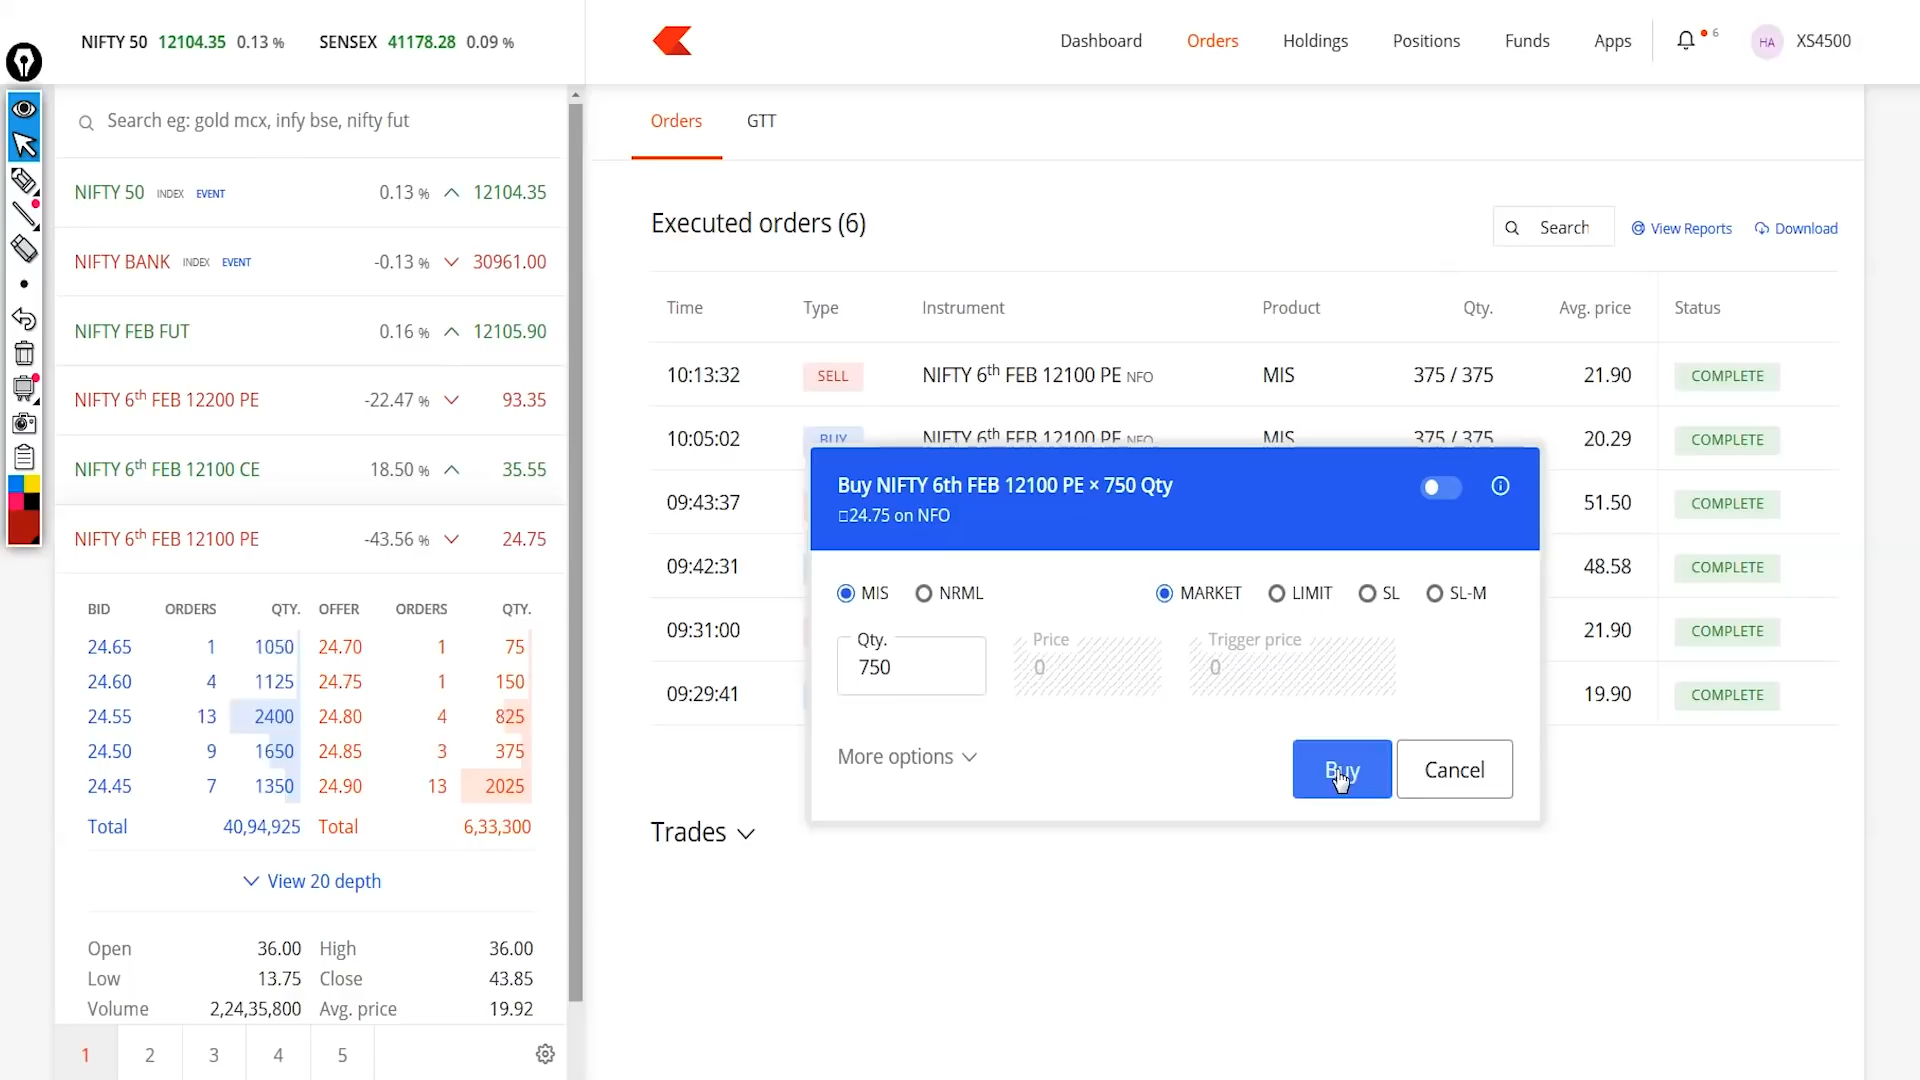 NIFTY 50 12104.35 0.13 % SENSEX 41178.28 0.09 %
Dashboard Orders Holdings Positions Funds Apps 6 HA XS4500
Search eg: gold mcx, infy bse, nifty fut
NIFTY 50 INDEX EVENT 0.13 % 12104.35
NIFTY BANK INDEX EVENT -0.13 % 30961.00
NIFTY FEB FUT 0.16 % 12105.90
NIFTY 6th FEB 12200 PE -22.47 % 93.35
NIFTY 6th FEB 12100 CE 18.50 % 35.55
NIFTY 6th FEB 12100 PE -43.56 % 24.75
BID ORDERS QTY. OFFER ORDERS QTY.
24.65 1 1050 24.70 1 75
24.60 4 1125 24.75 1 150
24.55 13 2400 24.80 4 825
24.50 9 1650 24.85 3 375
24.45 7 1350 24.90 13 2025
Total 40,94,925 Total 6,33,300
View 20 depth
Open 36.00 High 36.00
Low 13.75 Close 43.85
Volume 2,24,35,800 Avg. price 19.92
1 2 3 4 5
Orders GTT
Executed orders (6)
Search View Reports Download
Time Type Instrument Product Qty. Avg. price Status
10:13:32 SELL NIFTY 6th FEB 12100 PE NFO MIS 375 / 375 21.90 COMPLETE
10:05:02 BUY NIFTY 6th FEB 12100 PE NFO MIS 375 / 375 20.29 COMPLETE
09:43:37 51.50 COMPLETE
09:42:31 48.58 COMPLETE
09:31:00 21.90 COMPLETE
09:29:41 19.90 COMPLETE
Buy NIFTY 6th FEB 12100 PE × 750 Qty
24.75 on NFO
MIS NRML MARKET LIMIT SL SL-M
Qty. Price Trigger price
750 0 0
More options Buy Cancel
Trades